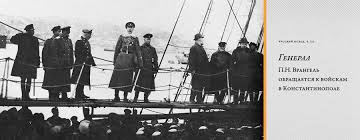 Генерал
П.Н. Врангель
обращается к войскам
в Константинополе